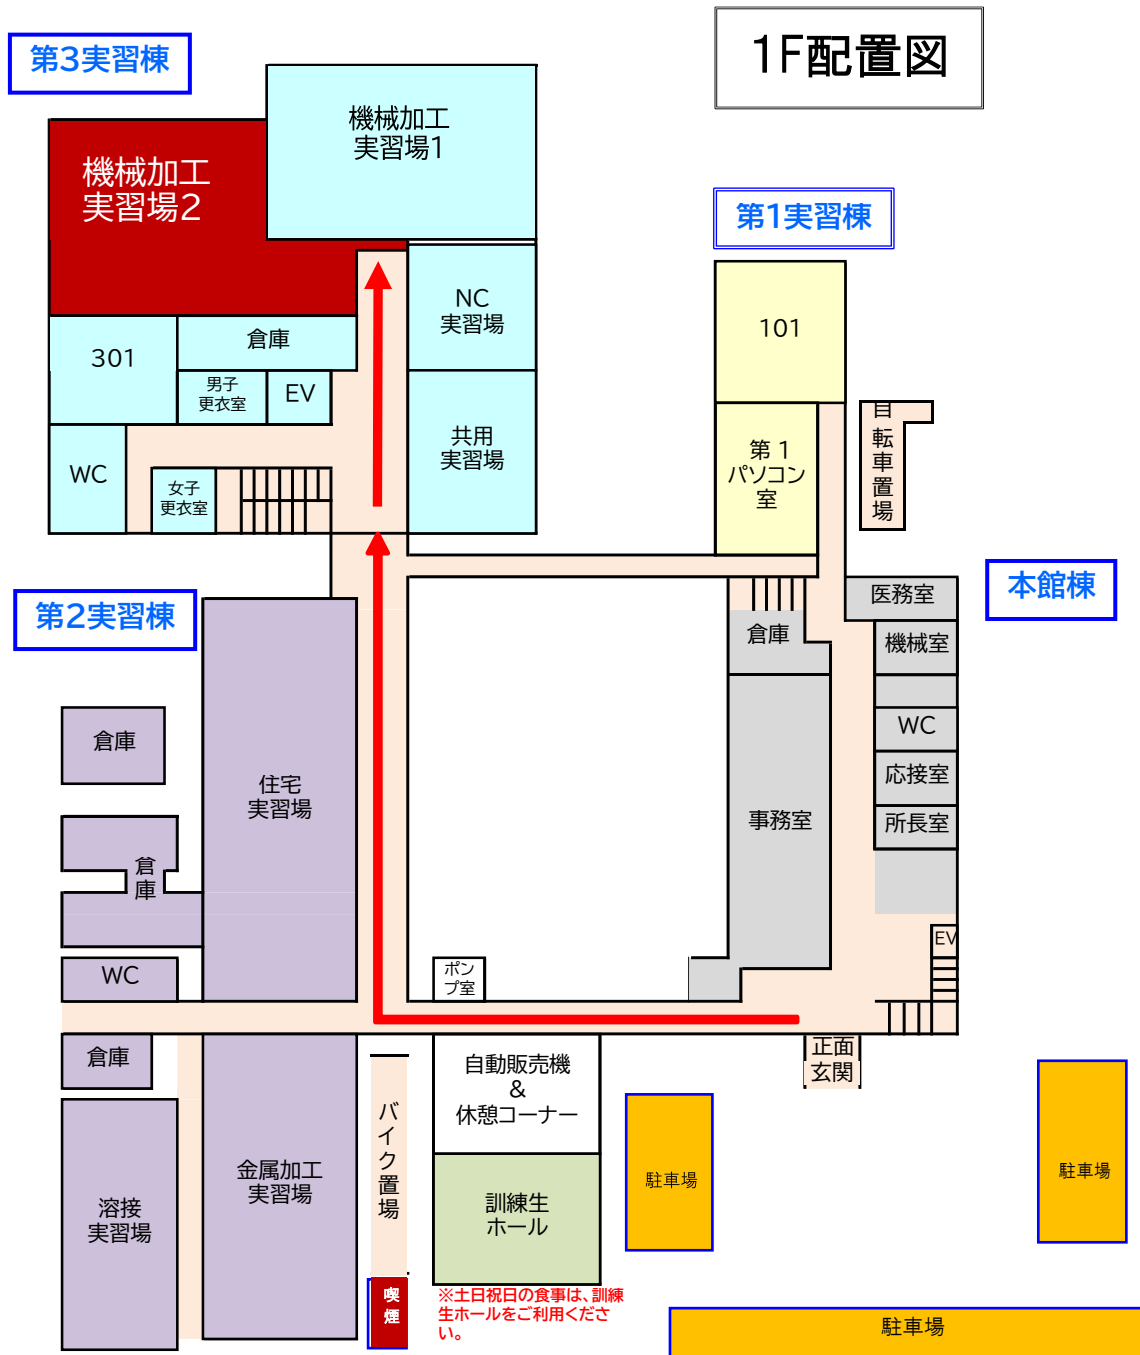 1F配置図
第3実習棟
機械加工
実習場1
機械加工
実習場2
第1実習棟
NC
実習場
101
倉庫
301
男子
更衣室
EV
自転車置場
共用
実習場
第1
パソコン
室
WC
女子
更衣室
第2実習棟
本館棟
医務室
倉庫
機械室
WC
倉庫
応接室
住宅
実習場
事務室
所長室
倉庫
EV
WC
ポン
プ室
倉庫
正面
玄関
自動販売機
&
休憩コーナー
バイク置場
金属加工
実習場
駐車場
駐車場
溶接
実習場
訓練生
ホール
喫煙
※土日祝日の食事は、訓練
生ホールをご利用くださ
い。
駐車場